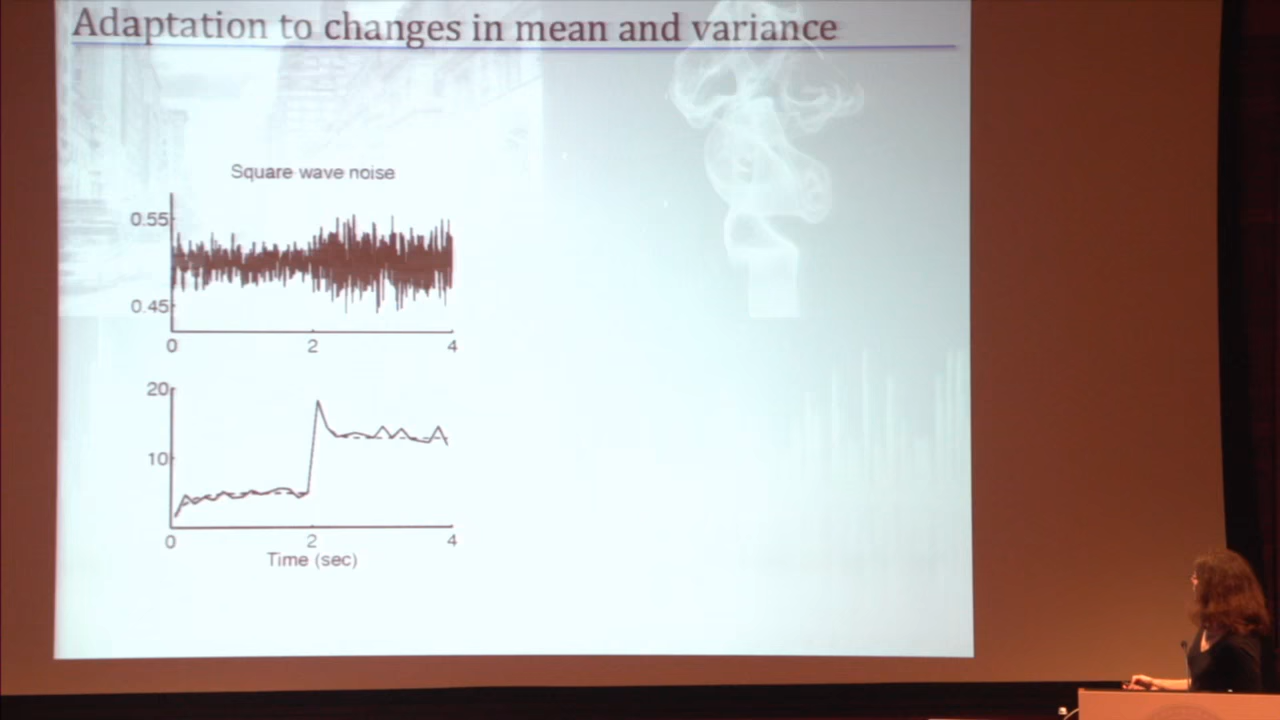 Adaptation to changes in mean and variance
Square wave noise
0.55
0.45
0 2 4
20
10
0 2 4
Time (sec)